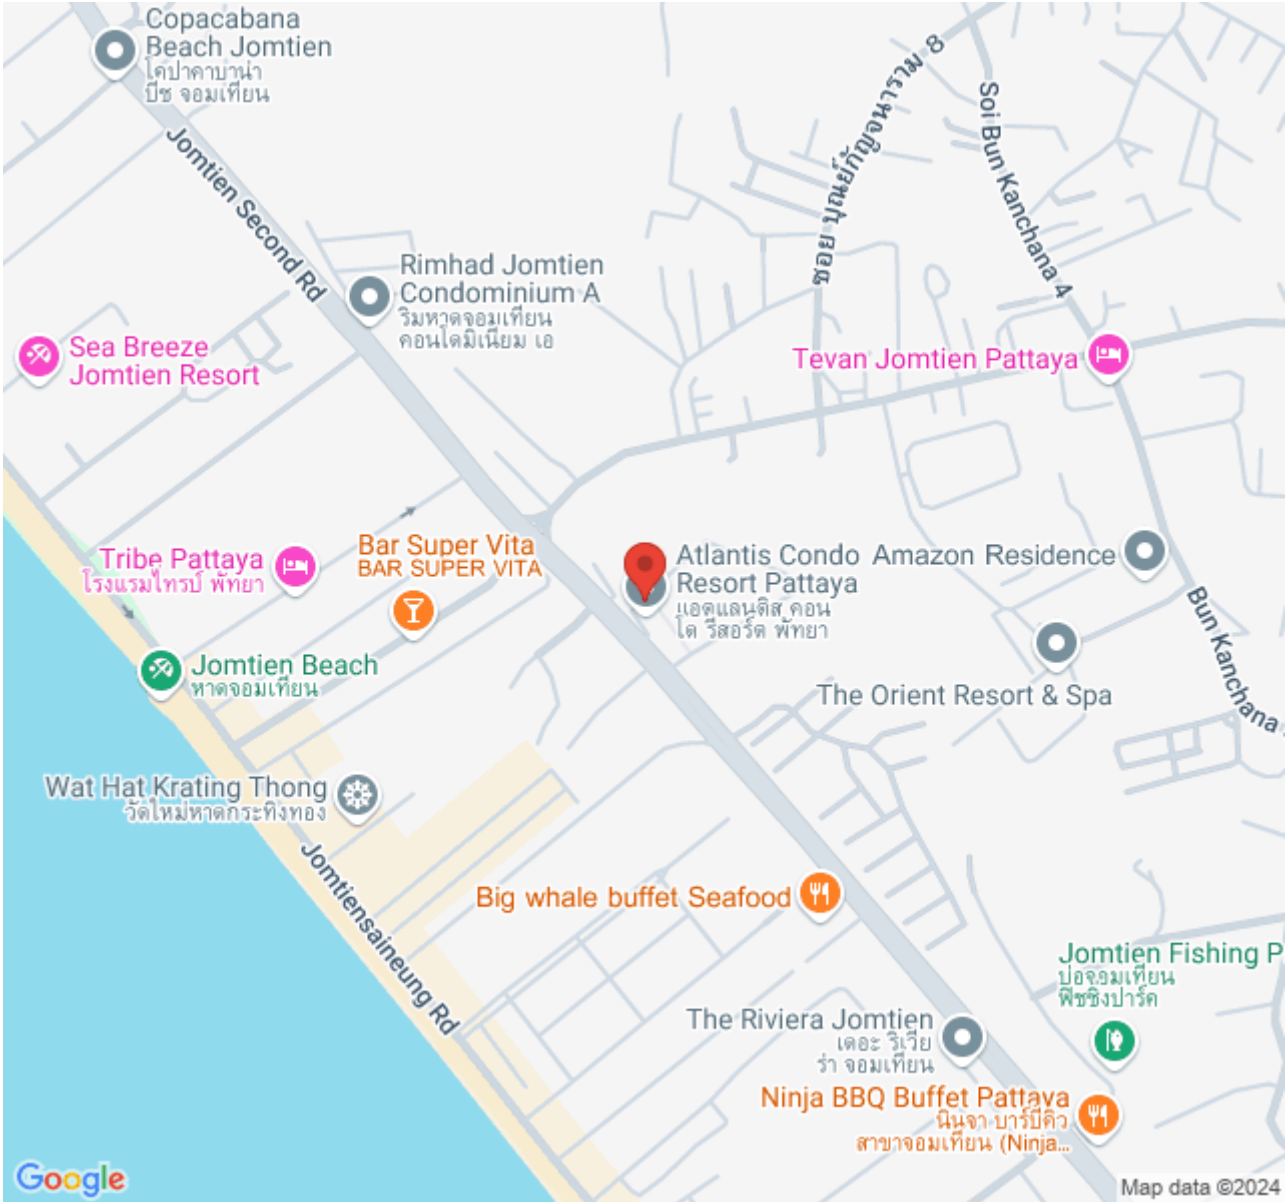 Copacabana
Beach Jomtien
โคปาคาบาน่า
บีช จอมเทียน
ซอย บุณย์กัญจนาราม 8
Soi Bun Kanchana 4
Jomtien Second Rd
Rimhad Jomtien
Condominium A
ริมหาดจอมเทียน
คอนโดมิเนียม เอ
Sea Breeze
Jomtien Resort
Tevan Jomtien Pattaya
Tribe Pattaya
โรงแรมไทรบ์ พัทยา
Bar Super Vita
BAR SUPER VITA
Atlantis Condo
Resort Pattaya
แอตแลนติส คอน
โด รีสอร์ต พัทยา
Amazon Residence
Bun Kanchana
Jomtien Beach
หาดจอมเทียน
The Orient Resort & Spa
Wat Hat Krating Thong
วัดใหม่หาดกระทิงทอง
Jomtiensaineung Rd
Big whale buffet Seafood
Jomtien Fishing P
บ่อจอมเทียน
ฟิชชิงปาร์ค
The Riviera Jomtien
เดอะ ริเวีย
ร่า จอมเทียน
Ninja BBQ Buffet Pattaya
นินจา บาร์บีคิว
สาขาจอมเทียน (Ninja...
Google
Map data ©2024